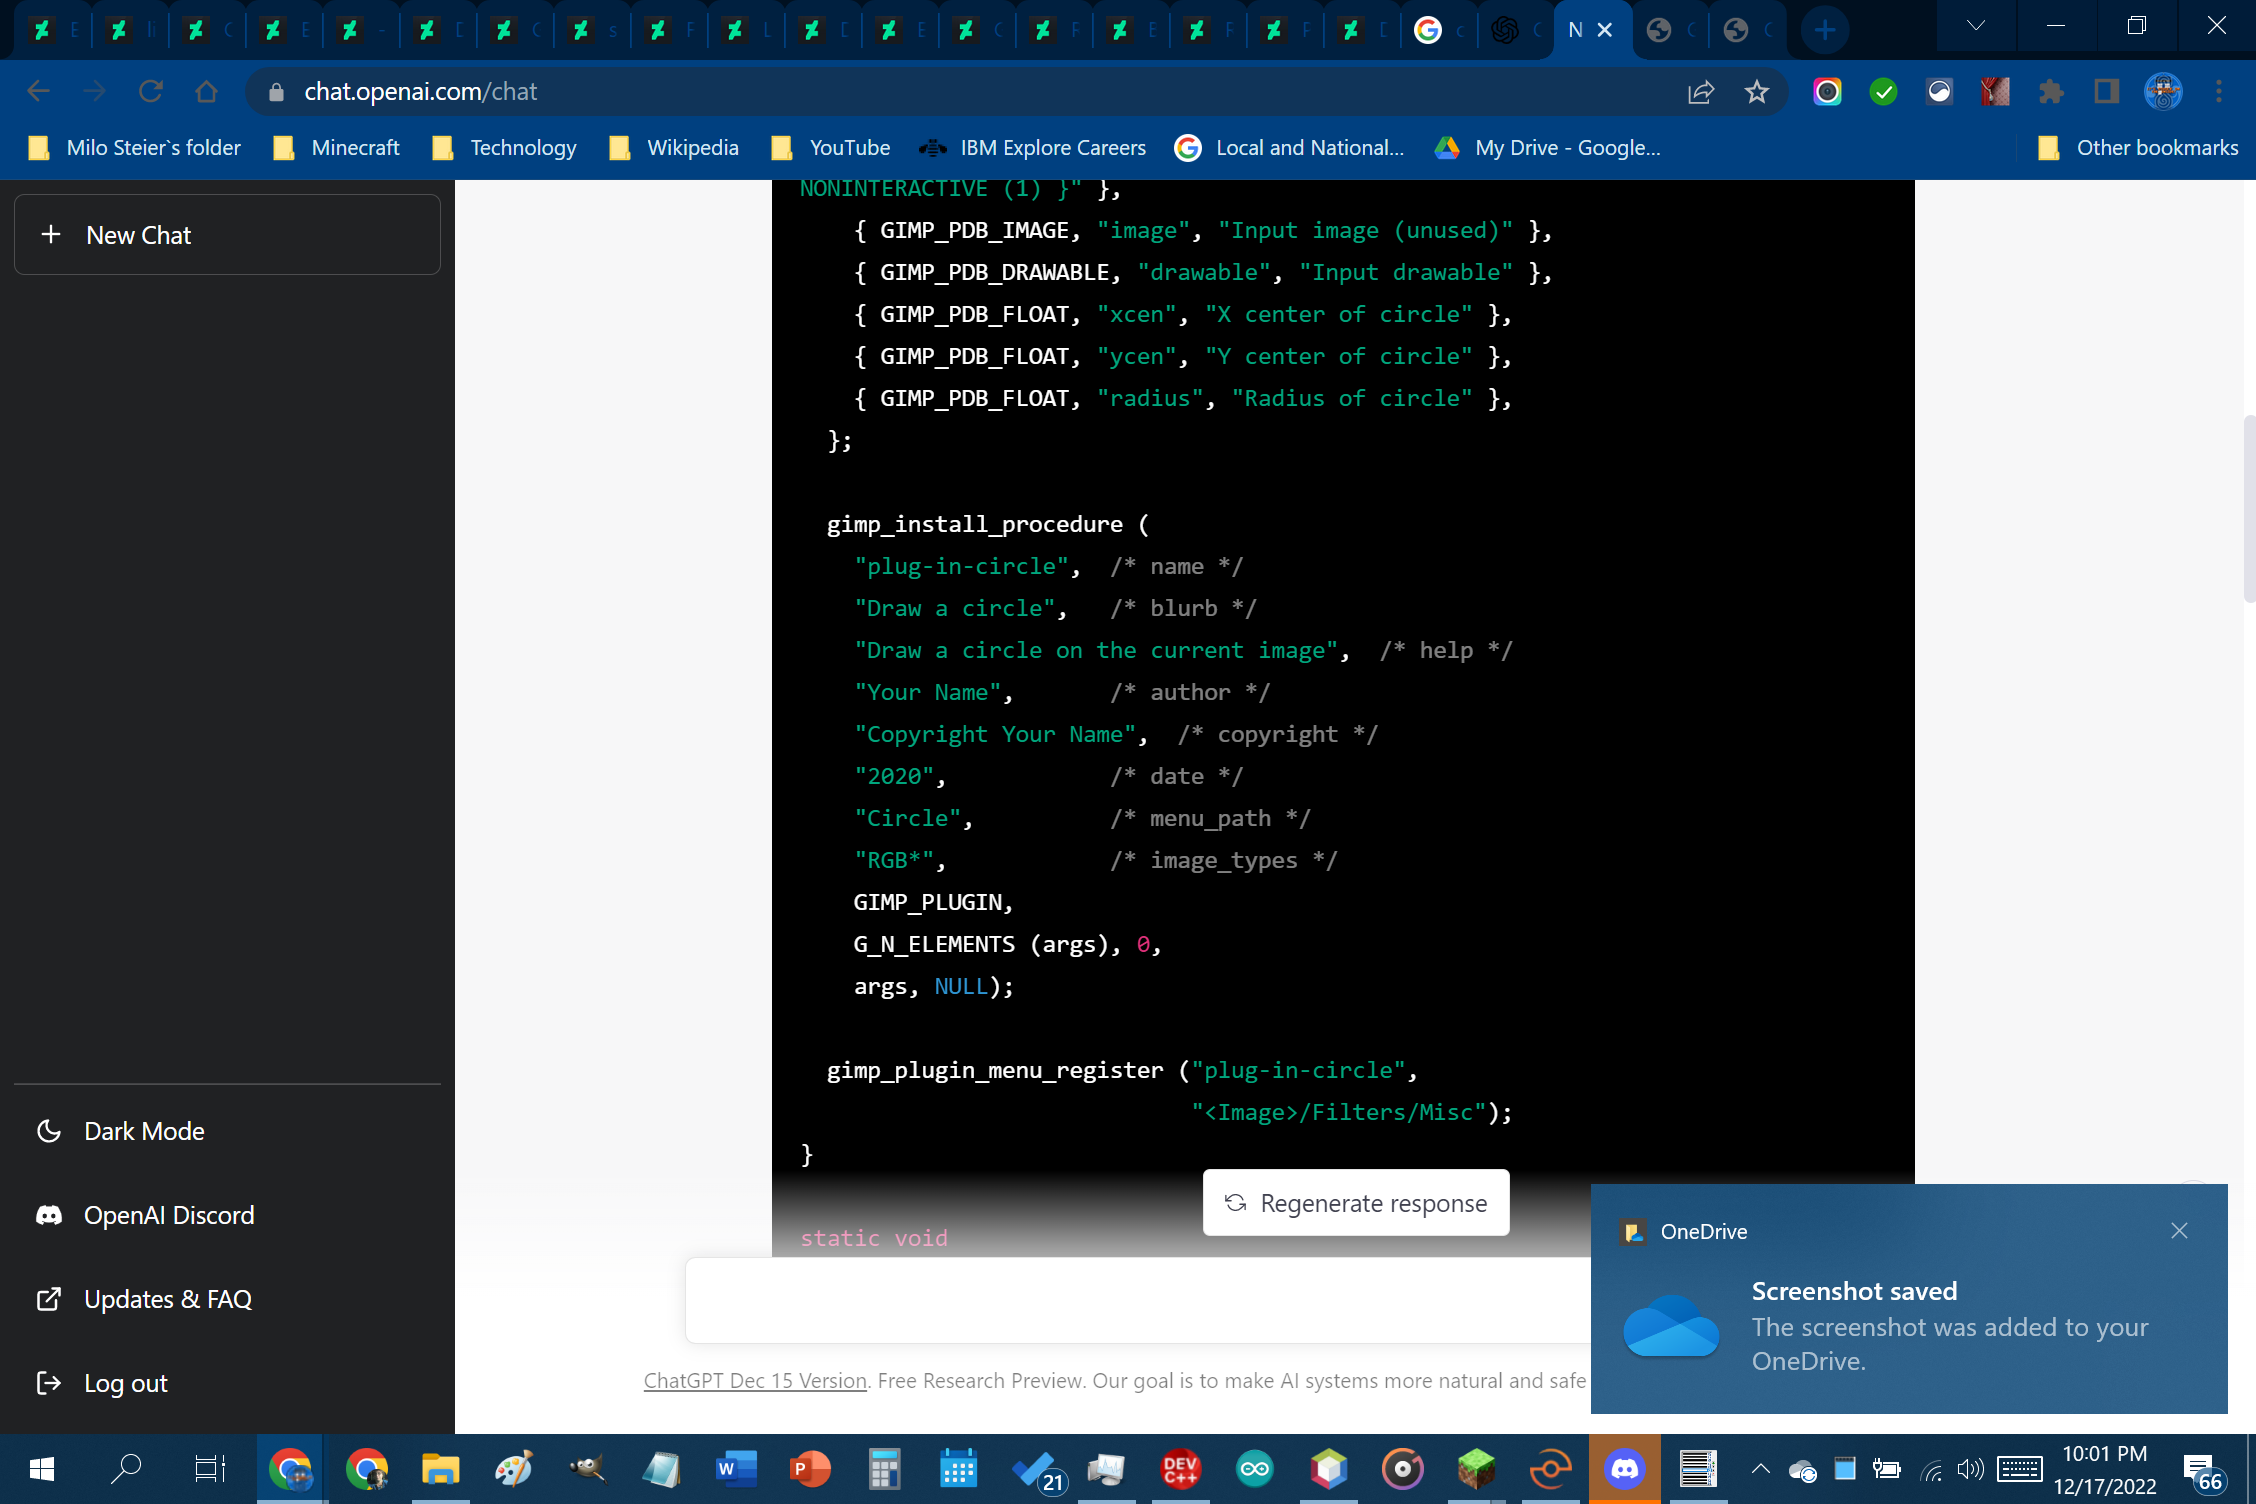 chat.openai.com/chat
Milo Steier`s folder
Minecraft
Technology
Wikipedia
YouTube
IBM Explore Careers
Local and National...
My Drive - Google...
Other bookmarks
New Chat
NONINTERACTIVE (1) }" },
{ GIMP_PDB_IMAGE, "image", "Input image (unused)" },
{ GIMP_PDB_DRAWABLE, "drawable", "Input drawable" },
{ GIMP_PDB_FLOAT, "xcen", "X center of circle" },
{ GIMP_PDB_FLOAT, "ycen", "Y center of circle" },
{ GIMP_PDB_FLOAT, "radius", "Radius of circle" },
};
gimp_install_procedure (
"plug-in-circle", /* name */
"Draw a circle", /* blurb */
"Draw a circle on the current image", /* help */
"Your Name", /* author */
"Copyright Your Name", /* copyright */
"2020", /* date */
"Circle", /* menu_path */
"RGB*", /* image_types */
GIMP_PLUGIN,
G_N_ELEMENTS (args), 0,
args, NULL);
gimp_plugin_menu_register ("plug-in-circle",
"<Image>/Filters/Misc");
}
static void
Regenerate response
Dark Mode
OpenAI Discord
Updates & FAQ
Log out
ChatGPT Dec 15 Version. Free Research Preview. Our goal is to make AI systems more natural and safe
OneDrive
Screenshot saved
The screenshot was added to your
OneDrive.
21
DEV
C++
10:01 PM
12/17/2022
66